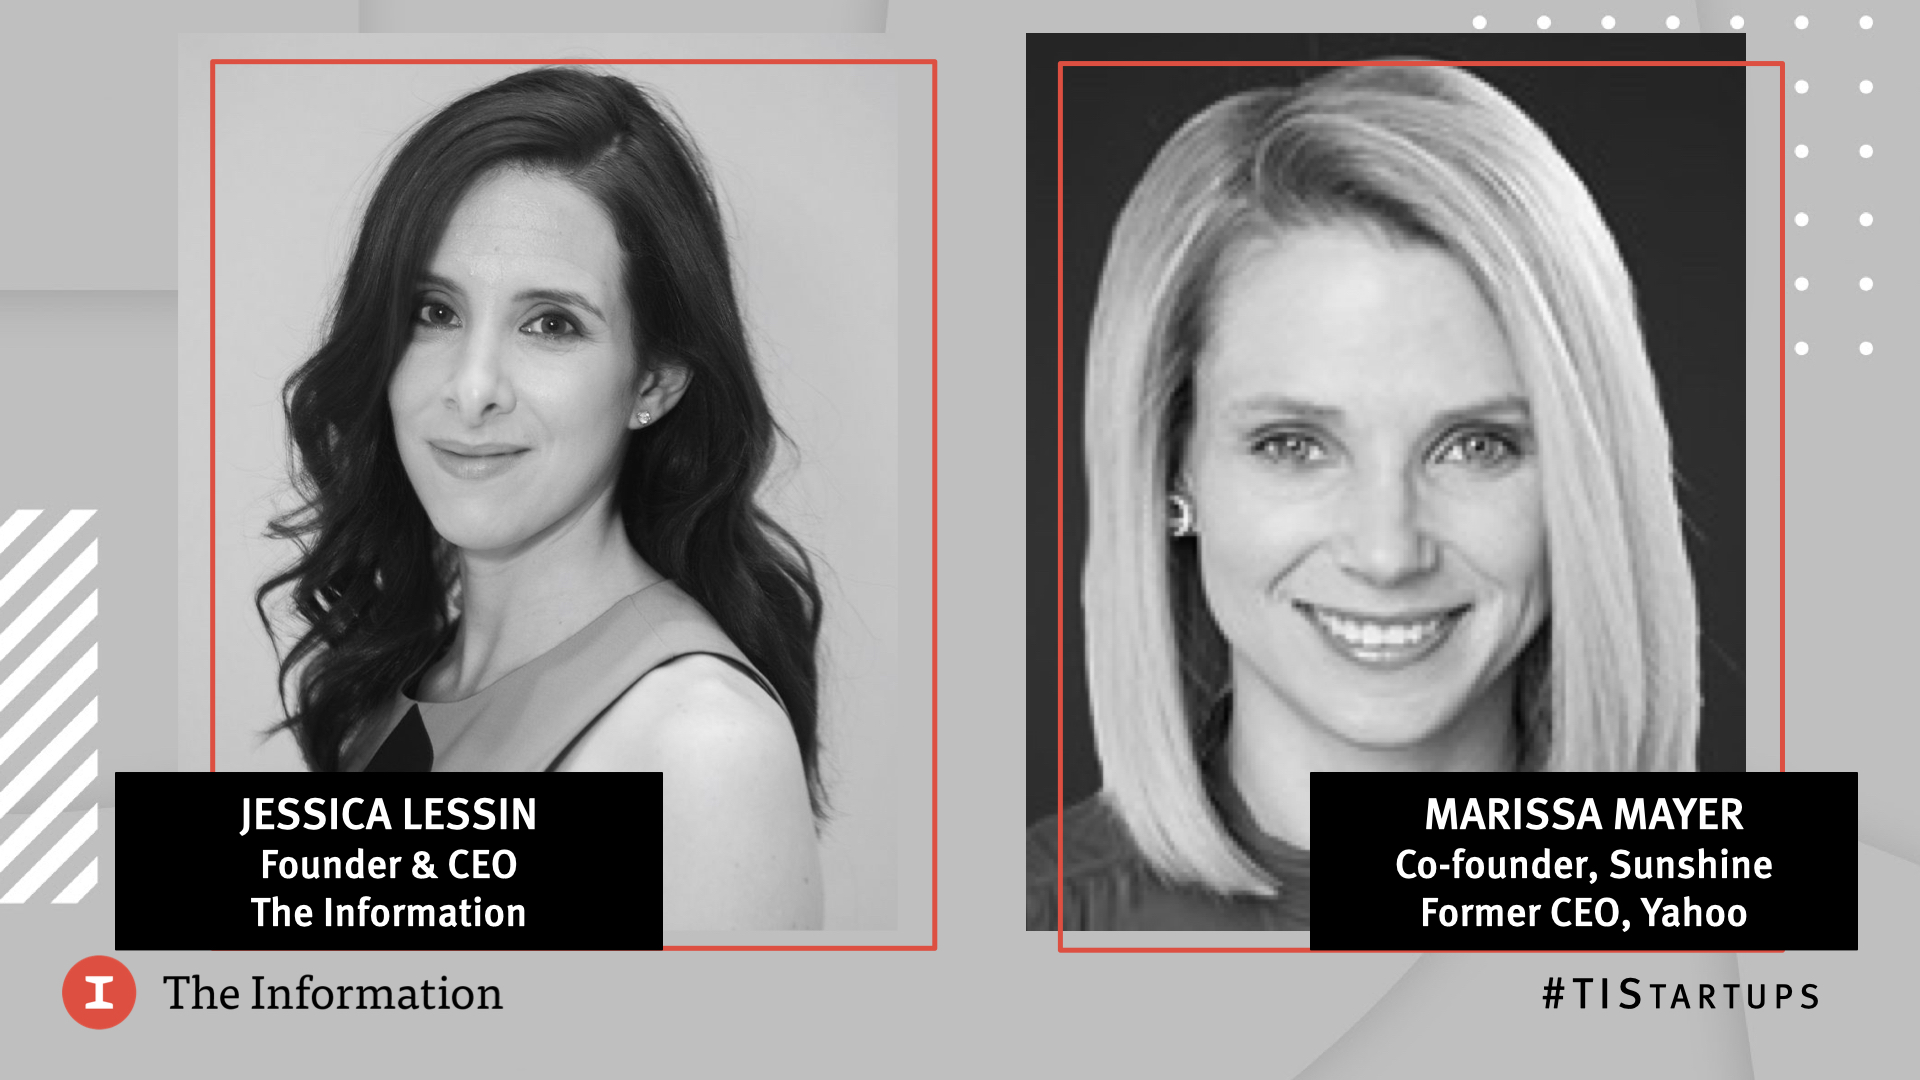 JESSICA LESSIN
Founder & CEO
The Information
MARISSA MAYER
Co-founder, Sunshine
Former CEO, Yahoo
I The Information
#TISTARTUPS